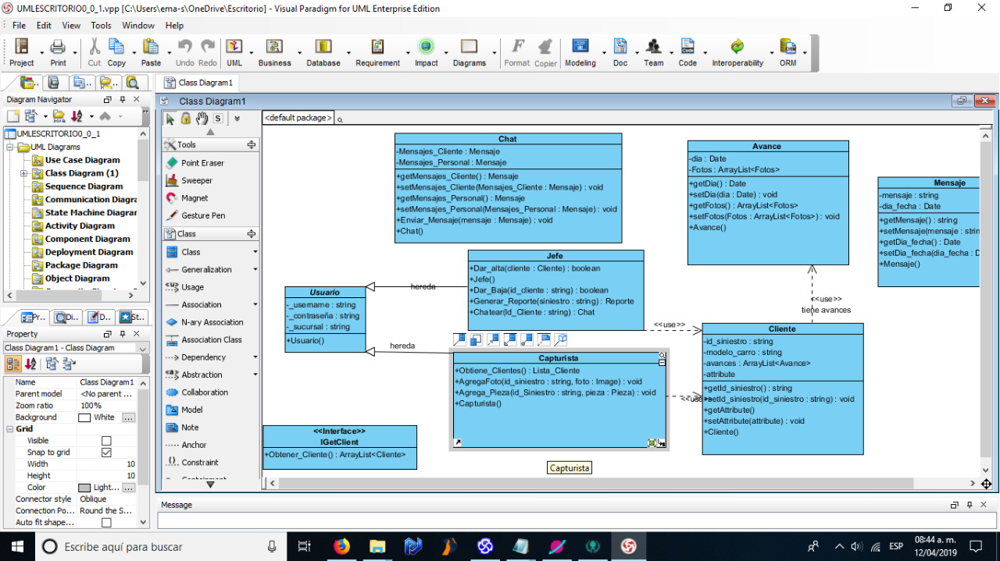 UMLESCRITORIO0_0_1.vpp [C:\Users\ema-s\OneDrive\Escritorio] - Visual Paradigm for UML Enterprise Edition
File Edit View Tools Window Help
Project Print Cut Copy Paste Undo Redo UML Business Database Requirement Impact Diagrams Format Copier Modeling Doc Team Code Interoperability ORM
Class Diagram1
Diagram Navigator
Class Diagram1
<default package>
UMLESCRITORIO0_0_1
UML Diagrams
Use Case Diagram
Class Diagram (1)
Sequence Diagram
Communication Diagra
State Machine Diagrar
Activity Diagram
Component Diagram
Deployment Diagram
Package Diagram
Object Diagram
Pr..
Di...
D...
St..
Property
Class Diagram1 - Class Diagram
Name Class Diagram1
Parent model <No parent ...
Zoom ratio 100%
Background White ...
Grid
Visible
Snap to grid
Width 10
Height 10
Color Light... ...
Connector style Oblique
Connection Po... Round the S...
Auto fit shape...
S
Tools
Point Eraser
Sweeper
Magnet
Gesture Pen
Class
Class
Generalization
Usage
Association
N-ary Association
Association Class
Dependency
Abstraction
Collaboration
Model
Note
Anchor
Constraint
Chat
-Mensajes_Cliente : Mensaje
-Mensajes_Personal : Mensaje
+getMensajes_Cliente() : Mensaje
+setMensajes_Cliente(Mensajes_Cliente : Mensaje) : void
+getMensajes_Personal() : Mensaje
+setMensajes_Personal(Mensajes_Personal : Mensaje) : void
+Enviar_Mensaje(mensaje : Mensaje) : void
+Chat()
Avance
-dia : Date
-Fotos : ArrayList<Fotos>
+getDia() : Date
+setDia(dia : Date) : void
+getFotos() : ArrayList<Fotos>
+setFotos(Fotos : ArrayList<Fotos>) : void
+Avance()
Mensaje
-mensaje : string
-dia_fecha : Date
+getMensaje() : string
+setMensaje(mensaje : strin
+getDia_fecha() : Date
+setDia_fecha(dia_fecha : D
+Mensaje()
Jefe
+Dar_alta(cliente : Cliente) : boolean
+Jefe()
+Dar_Baja(id_cliente : string) : boolean
+Generar_Reporte(siniestro : string) : Reporte
+Chatear(Id_Cliente : string) : Chat
hereda
Usuario
-_username : string
-_contraseña : string
-_sucursal : string
+Usuario()
hereda
<<use>>
tiene avances
<<use>>
Cliente
-id_siniestro : string
-modelo_carro : string
-avances : ArrayList<Avance>
-attribute
+getId_siniestro() : string
+setId_siniestro(id_siniestro : string) : void
+getAttribute()
+setAttribute(attribute) : void
+Cliente()
<<use>>
Capturista
+Obtiene_Clientes() : Lista_Cliente
+AgregaFoto(id_siniestro : string, foto : Image) : void
+Agrega_Pieza(id_Siniestro : string, pieza : Pieza) : void
+Capturista()
<<Interface>>
IGetClient
+Obtener_Cliente() : ArrayList<Cliente>
Capturista
Message
Escribe aquí para buscar
ESP
08:44 a. m.
12/04/2019